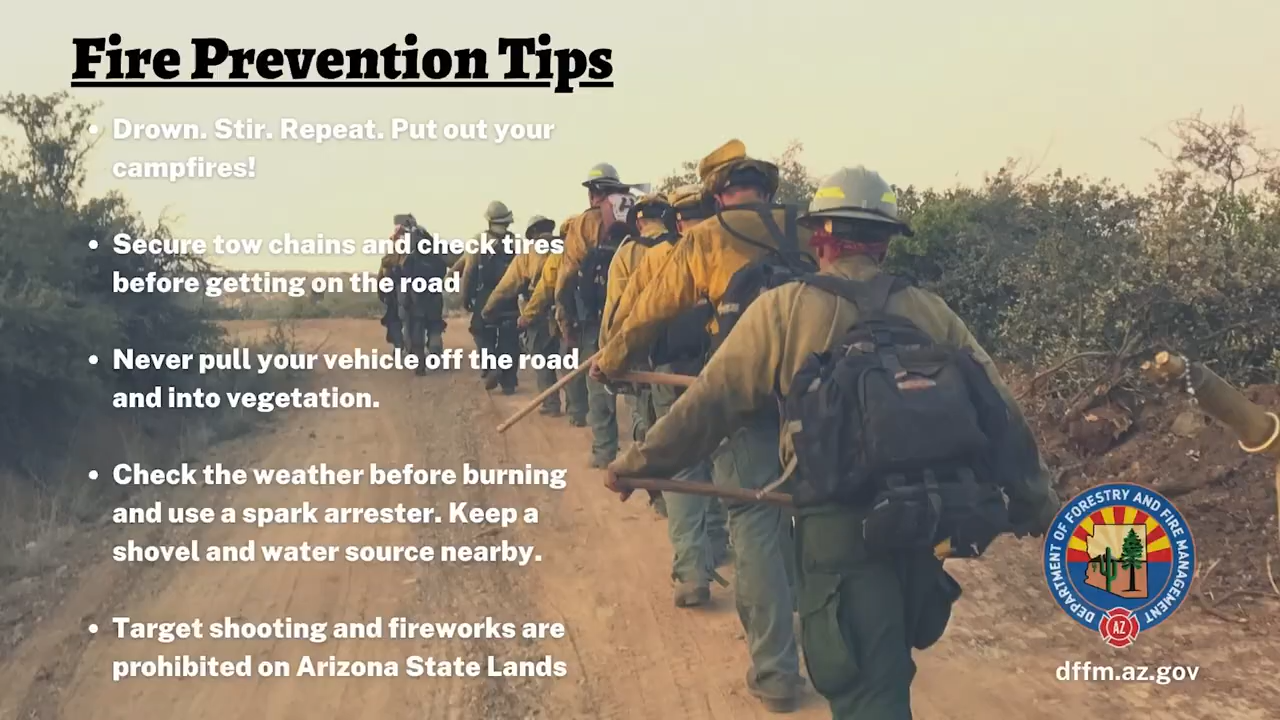 Fire Prevention Tips
• Drown. Stir. Repeat. Put out your
campfires!
• Secure tow chains and check tires
before getting on the road
• Never pull your vehicle off the road
and into vegetation.
• Check the weather before burning
and use a spark arrester. Keep a
shovel and water source nearby.
• Target shooting and fireworks are
prohibited on Arizona State Lands
DEPARTMENT OF FORESTRY AND FIRE MANAGEMENT
AZ
dffm.az.gov